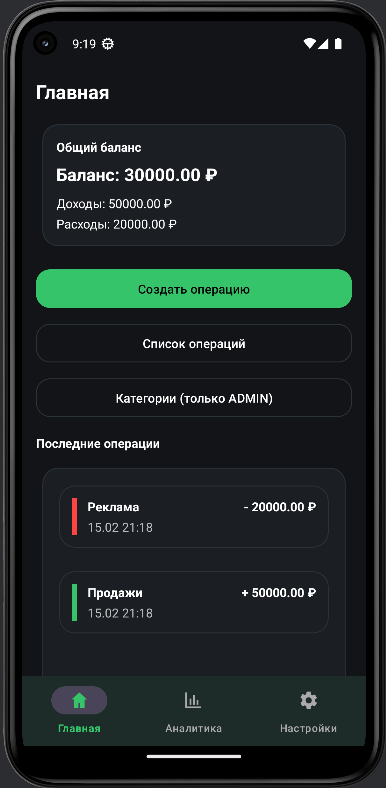 9:19
Главная
Общий баланс
Баланс: 30000.00 ₽
Доходы: 50000.00 ₽
Расходы: 20000.00 ₽
Создать операцию
Список операций
Категории (только ADMIN)
Последние операции
Реклама - 20000.00 ₽
15.02 21:18
Продажи + 50000.00 ₽
15.02 21:18
Главная Аналитика Настройки